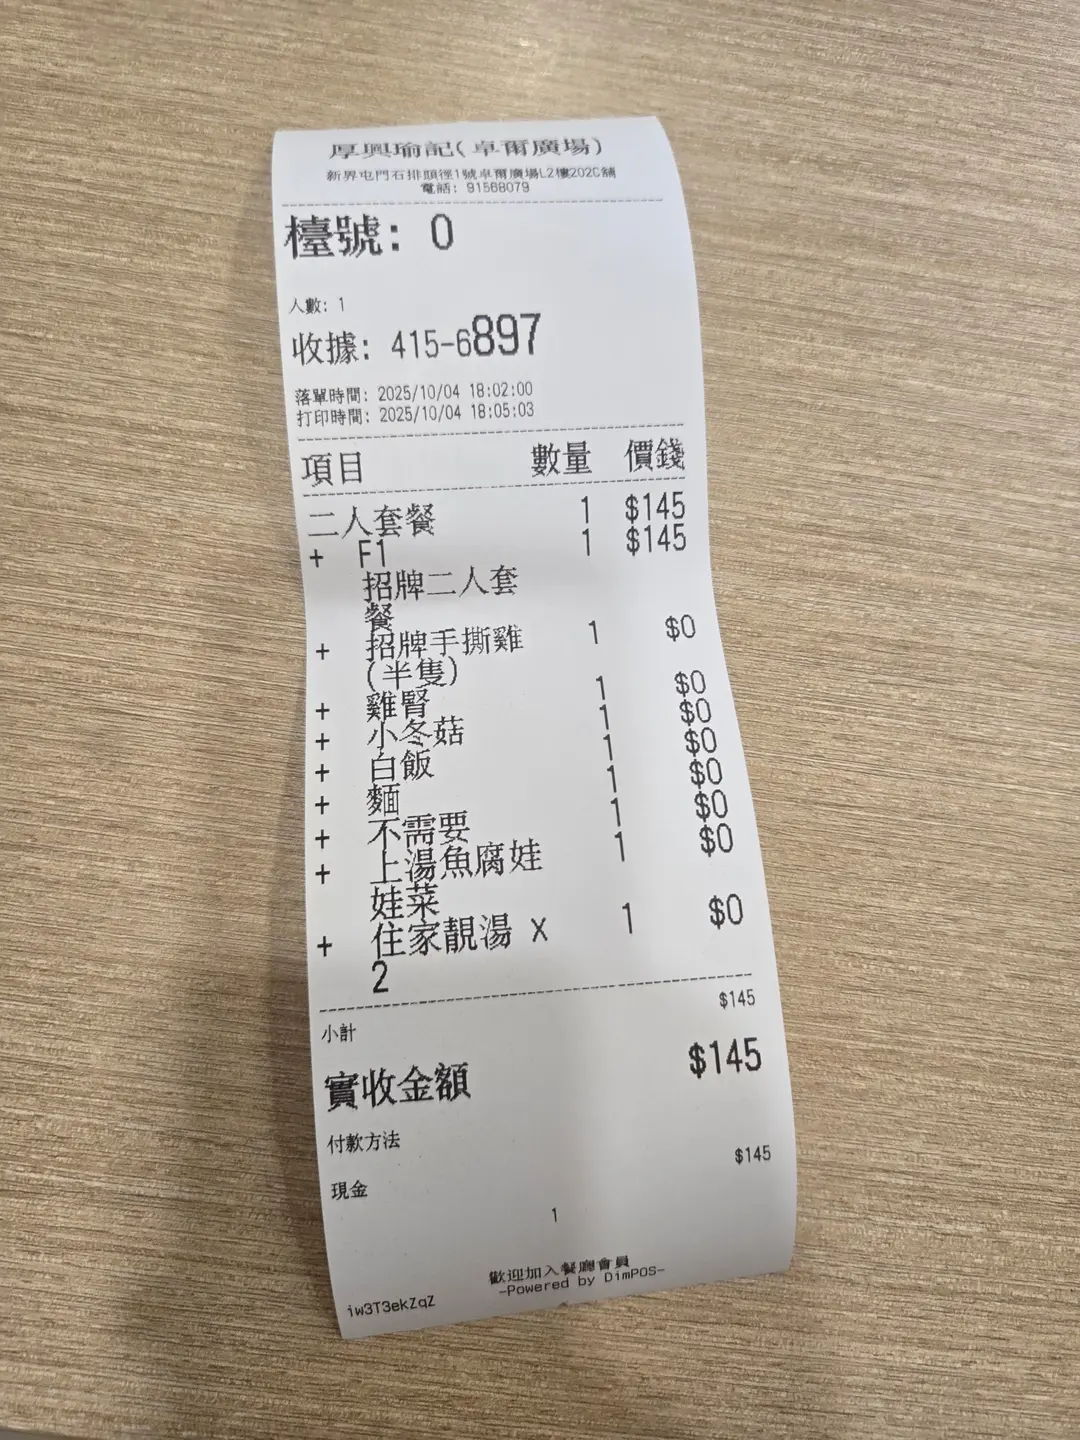 厚興瑜記(卓爾廣場)
新界屯門石排頭徑1號卓爾廣場L2樓202C舖
電話: 91568079
檯號: 0
人數: 1
收據: 415-6897
落單時間: 2025/10/04 18:02:00
打印時間: 2025/10/04 18:05:03
項目 數量 價錢
二人套餐 1 $145
+ F1 1 $145
招牌二人套
餐
+ 招牌手撕雞 1 $0
(半隻)
+ 雞腎 1 $0
+ 小冬菇 1 $0
+ 白飯 1 $0
+ 麵 1 $0
+ 不需要 1 $0
+ 上湯魚腐娃 1 $0
娃菜
+ 住家靚湯 X 1 $0
2
小計 $145
實收金額 $145
付款方法
現金 $145
1
歡迎加入餐廳會員
-Powered by DimPOS-
iw3T3ekZqZ